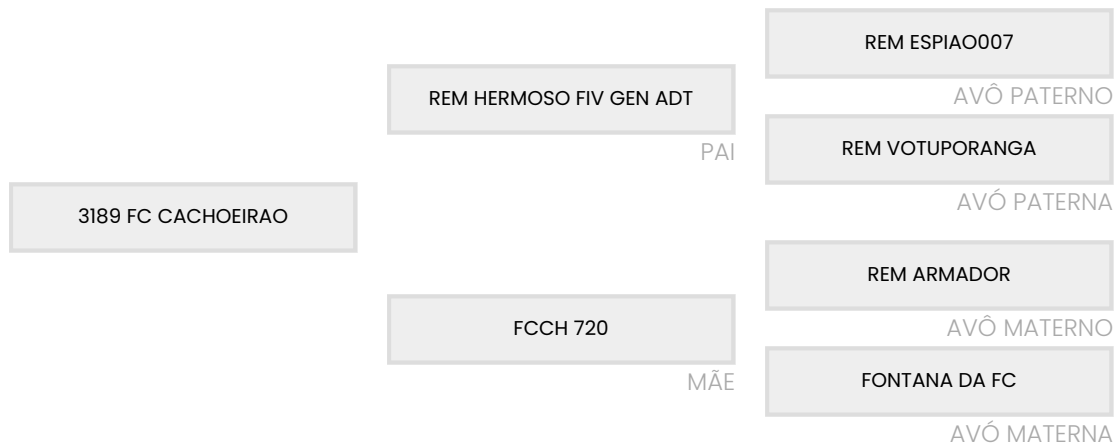 REM ESPIAO007
AVÔ PATERNO
REM HERMOSO FIV GEN ADT
PAI
REM VOTUPORANGA
AVÓ PATERNA
3189 FC CACHOEIRAO
REM ARMADOR
AVÔ MATERNO
FCCH 720
MÃE
FONTANA DA FC
AVÓ MATERNA